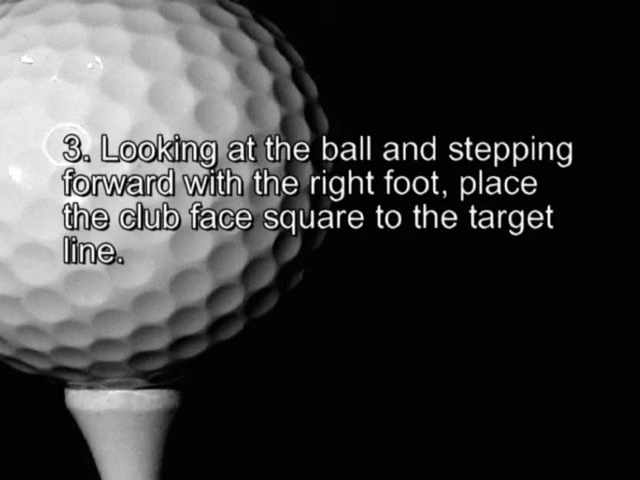 3. Looking at the ball and stepping
forward with the right foot, place
the club face square to the target
line.